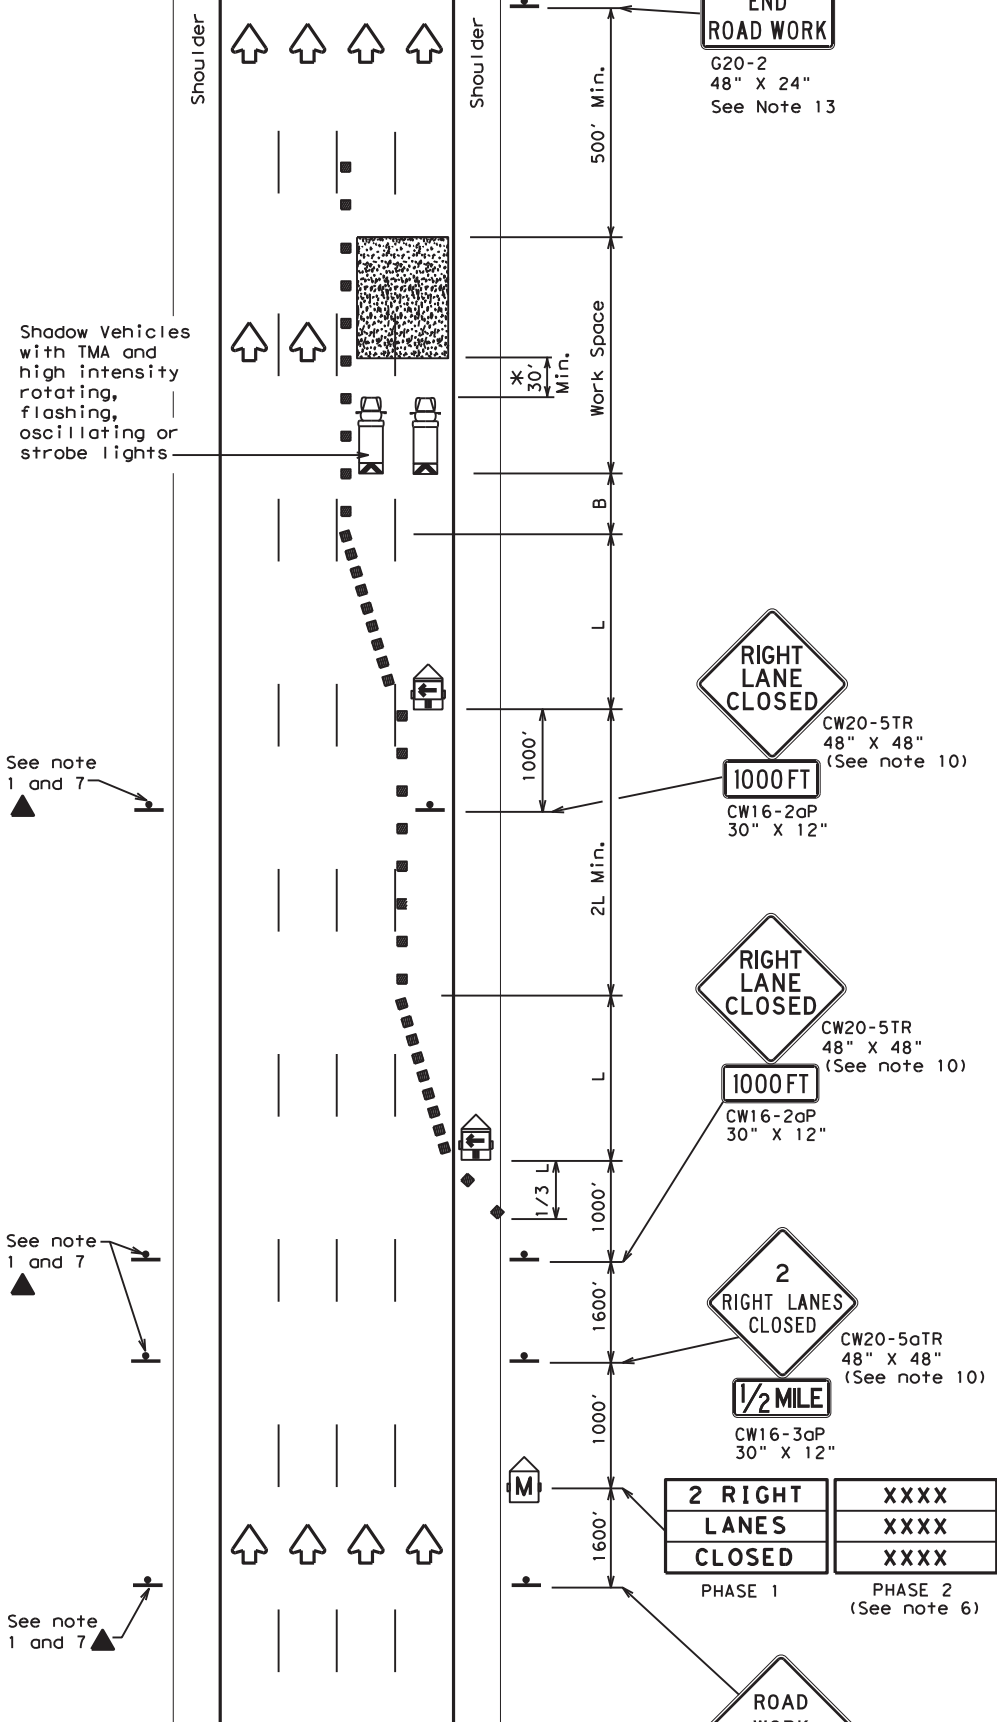 END
ROAD WORK
G20-2
48" X 24"
See Note 13
Shoulder
Shoulder
500' Min.
Shadow Vehicles
with TMA and
high intensity
rotating,
flashing,
oscillating or
strobe lights
*
30'
Min.
Work Space
B
L
RIGHT
LANE
CLOSED
CW20-5TR
48" X 48"
(See note 10)
1000 FT
CW16-2aP
30" X 12"
1000'
See note
1 and 7
2L Min.
RIGHT
LANE
CLOSED
CW20-5TR
48" X 48"
(See note 10)
1000 FT
CW16-2aP
30" X 12"
L
1/3 L
1000'
See note
1 and 7
1600'
2
RIGHT LANES
CLOSED
CW20-5aTR
48" X 48"
(See note 10)
1/2 MILE
CW16-3aP
30" X 12"
1000'
M
2 RIGHT
LANES
CLOSED
PHASE 1
XXXX
XXXX
XXXX
PHASE 2
(See note 6)
1600'
See note
1 and 7
ROAD
WORK